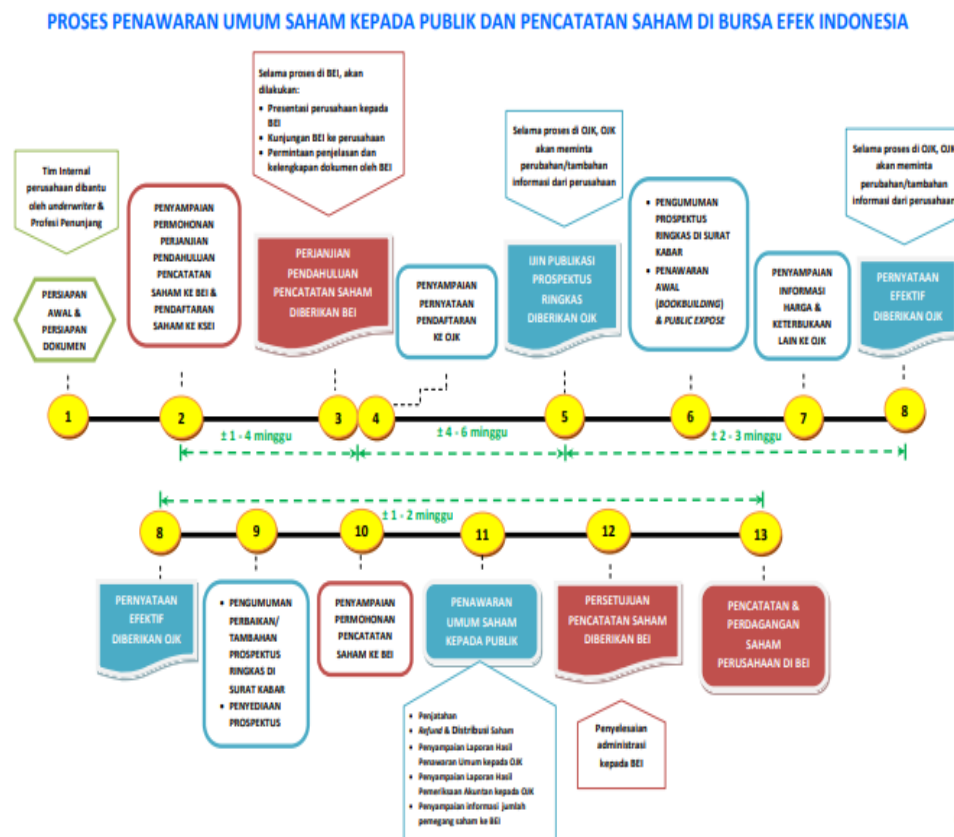 PROSES PENAWARAN UMUM SAHAM KEPADA PUBLIK DAN PENCATATAN SAHAM DI BURSA EFEK INDONESIA
Tim Internal
perusahaan dibantu
oleh underwriter &
Profesi Penunjang
PERSIAPAN
AWAL &
PERSIAPAN
DOKUMEN
PENYAMPAIAN
PERMOHONAN
PERJANJIAN
PENDAHULUAN
PENCATATAN
SAHAM KE BEI &
PENDAFTARAN
SAHAM KE KSEI
Selama proses di BEI, akan
dilakukan:
• Presentasi perusahaan kepada
BEI
• Kunjungan BEI ke perusahaan
• Permintaan penjelasan dan
kelengkapan dokumen oleh BEI
PERJANJIAN
PENDAHULUAN
PENCATATAN SAHAM
DIBERIKAN BEI
PENYAMPAIAN
PERNYATAAN
PENDAFTARAN
KE OJK
Selama proses di OJK, OJK
akan meminta
perubahan/tambahan
informasi dari perusahaan
IJIN PUBLIKASI
PROSPEKTUS
RINGKAS
DIBERIKAN OJK
• PENGUMUMAN
PROSPEKTUS
RINGKAS DI SURAT
KABAR
• PENAWARAN
AWAL
(BOOKBUILDING)
& PUBLIC EXPOSE
PENYAMPAIAN
INFORMASI
HARGA &
KETERBUKAAN
LAIN KE OJK
Selama proses di OJK, OJK
akan meminta
perubahan/tambahan
informasi dari perusahaan
PERNYATAAN
EFEKTIF
DIBERIKAN OJK
1
2
3
4
5
6
7
8
± 1 - 4 minggu
± 4 - 6 minggu
± 2 - 3 minggu
± 1 - 2 minggu
8
9
10
11
12
13
PERNYATAAN
EFEKTIF
DIBERIKAN OJK
• PENGUMUMAN
PERBAIKAN/
TAMBAHAN
PROSPEKTUS
RINGKAS DI
SURAT KABAR
• PENYEDIAAN
PROSPEKTUS
PENYAMPAIAN
PERMOHONAN
PENCATATAN
SAHAM KE BEI
PENAWARAN
UMUM SAHAM
KEPADA PUBLIK
• Penjatahan
• Refund & Distribusi Saham
• Penyampaian Laporan Hasil
Penawaran Umum kepada OJK
• Penyampaian Laporan Hasil
Pemeriksaan Akuntan kepada OJK
• Penyampaian informasi jumlah
pemegang saham ke BEI
PERSETUJUAN
PENCATATAN SAHAM
DIBERIKAN BEI
Penyelesaian
administrasi
kepada BEI
PENCATATAN &
PERDAGANGAN
SAHAM
PERUSAHAAN DI BEI